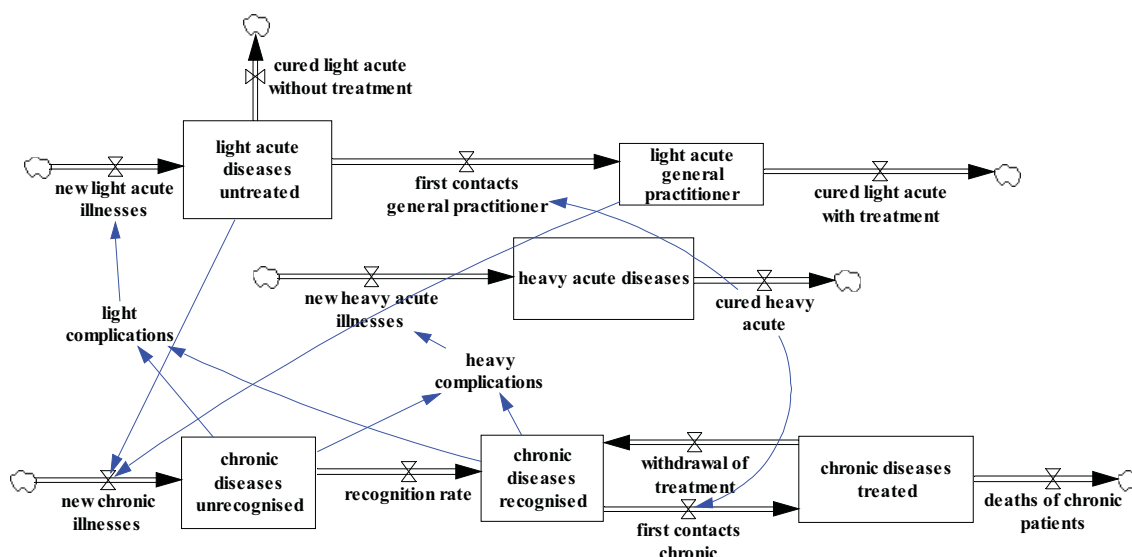 cured light acute
without treatment
light acute
diseases
untreated
new light acute
illnesses
first contacts
general practitioner
light acute
general
practitioner
cured light acute
with treatment
heavy acute diseases
new heavy acute
illnesses
cured heavy
acute
light
complications
heavy
complications
chronic
diseases
unrecognised
new chronic
illnesses
recognition rate
chronic
diseases
recognised
withdrawal of
treatment
first contacts
chronic
chronic diseases
treated
deaths of chronic
patients